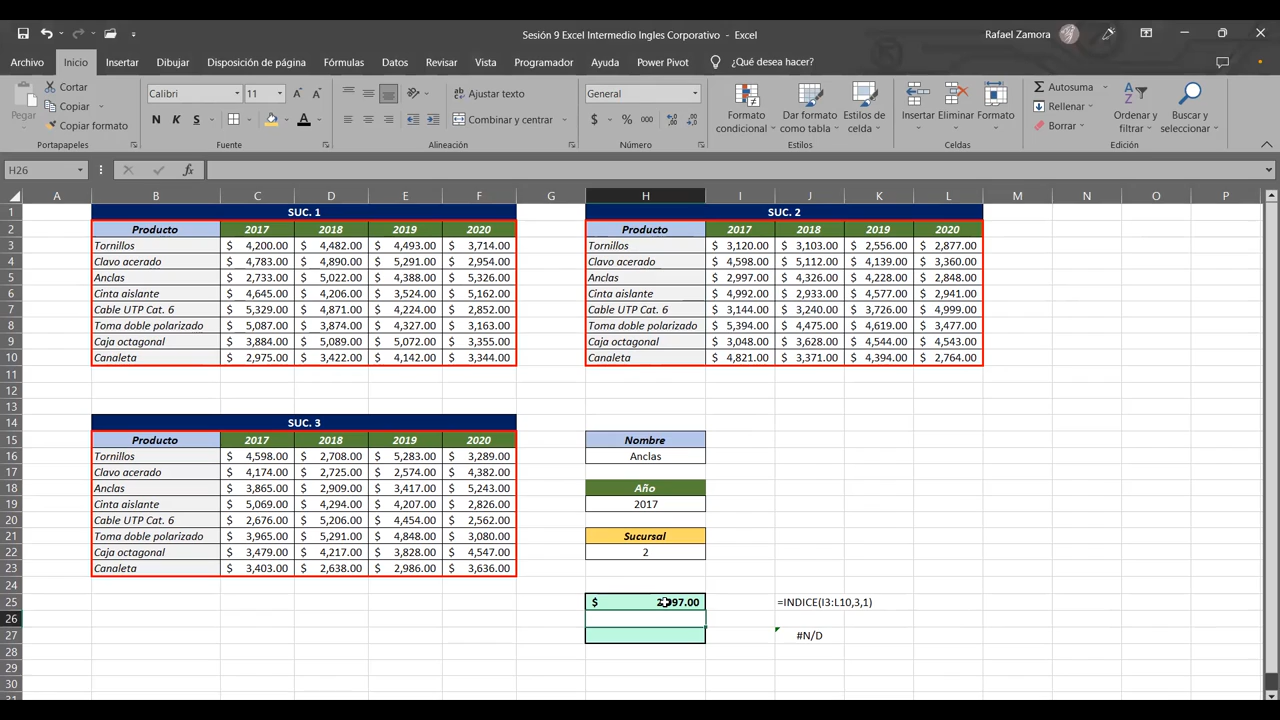 Sesión 9 Excel Intermedio Ingles Corporativo - Excel
Rafael Zamora
Archivo Inicio Insertar Dibujar Disposición de página Fórmulas Datos Revisar Vista Programador Ayuda Power Pivot ¿Qué desea hacer?
Pegar
Cortar
Copiar
Copiar formato
Portapapeles
Calibri 11
N K S
Fuente
Ajustar texto
Combinar y centrar
Alineación
General
$ % 000
Número
Formato condicional
Dar formato como tabla
Estilos de celda
Estilos
Insertar Eliminar Formato
Celdas
Autosuma
Rellenar
Borrar
Ordenar y filtrar
Buscar y seleccionar
Edición
H26
fx
A B C D E F G H I J K L M N O P
1 SUC. 1 SUC. 2
2 Producto 2017 2018 2019 2020 Producto 2017 2018 2019 2020
3 Tornillos $ 4,200.00 $ 4,482.00 $ 4,493.00 $ 3,714.00 Tornillos $ 3,120.00 $ 3,103.00 $ 2,556.00 $ 2,877.00
4 Clavo acerado $ 4,783.00 $ 4,890.00 $ 5,291.00 $ 2,954.00 Clavo acerado $ 4,598.00 $ 5,112.00 $ 4,139.00 $ 3,360.00
5 Anclas $ 2,733.00 $ 5,022.00 $ 4,388.00 $ 5,326.00 Anclas $ 2,997.00 $ 4,326.00 $ 4,228.00 $ 2,848.00
6 Cinta aislante $ 4,645.00 $ 4,206.00 $ 3,524.00 $ 5,162.00 Cinta aislante $ 4,992.00 $ 2,933.00 $ 4,577.00 $ 2,941.00
7 Cable UTP Cat. 6 $ 5,329.00 $ 4,871.00 $ 4,224.00 $ 2,852.00 Cable UTP Cat. 6 $ 3,144.00 $ 3,240.00 $ 3,726.00 $ 4,999.00
8 Toma doble polarizado $ 5,087.00 $ 3,874.00 $ 4,327.00 $ 3,163.00 Toma doble polarizado $ 5,394.00 $ 4,475.00 $ 4,619.00 $ 3,477.00
9 Caja octagonal $ 3,884.00 $ 5,089.00 $ 5,072.00 $ 3,355.00 Caja octagonal $ 3,048.00 $ 3,628.00 $ 4,544.00 $ 4,543.00
10 Canaleta $ 2,975.00 $ 3,422.00 $ 4,142.00 $ 3,344.00 Canaleta $ 4,821.00 $ 3,371.00 $ 4,394.00 $ 2,764.00
11
12
13
14 SUC. 3
15 Producto 2017 2018 2019 2020 Nombre
16 Tornillos $ 4,598.00 $ 2,708.00 $ 5,283.00 $ 3,289.00 Anclas
17 Clavo acerado $ 4,174.00 $ 2,725.00 $ 2,574.00 $ 4,382.00
18 Anclas $ 3,865.00 $ 2,909.00 $ 3,417.00 $ 5,243.00 Año
19 Cinta aislante $ 5,069.00 $ 4,294.00 $ 4,207.00 $ 2,826.00 2017
20 Cable UTP Cat. 6 $ 2,676.00 $ 5,206.00 $ 4,454.00 $ 2,562.00
21 Toma doble polarizado $ 3,965.00 $ 5,291.00 $ 4,848.00 $ 3,080.00 Sucursal
22 Caja octagonal $ 3,479.00 $ 4,217.00 $ 3,828.00 $ 4,547.00 2
23 Canaleta $ 3,403.00 $ 2,638.00 $ 2,986.00 $ 3,636.00
24
25 $ 2,997.00 =INDICE(I3:L10,3,1)
26
27 #N/D
28
29
30
31